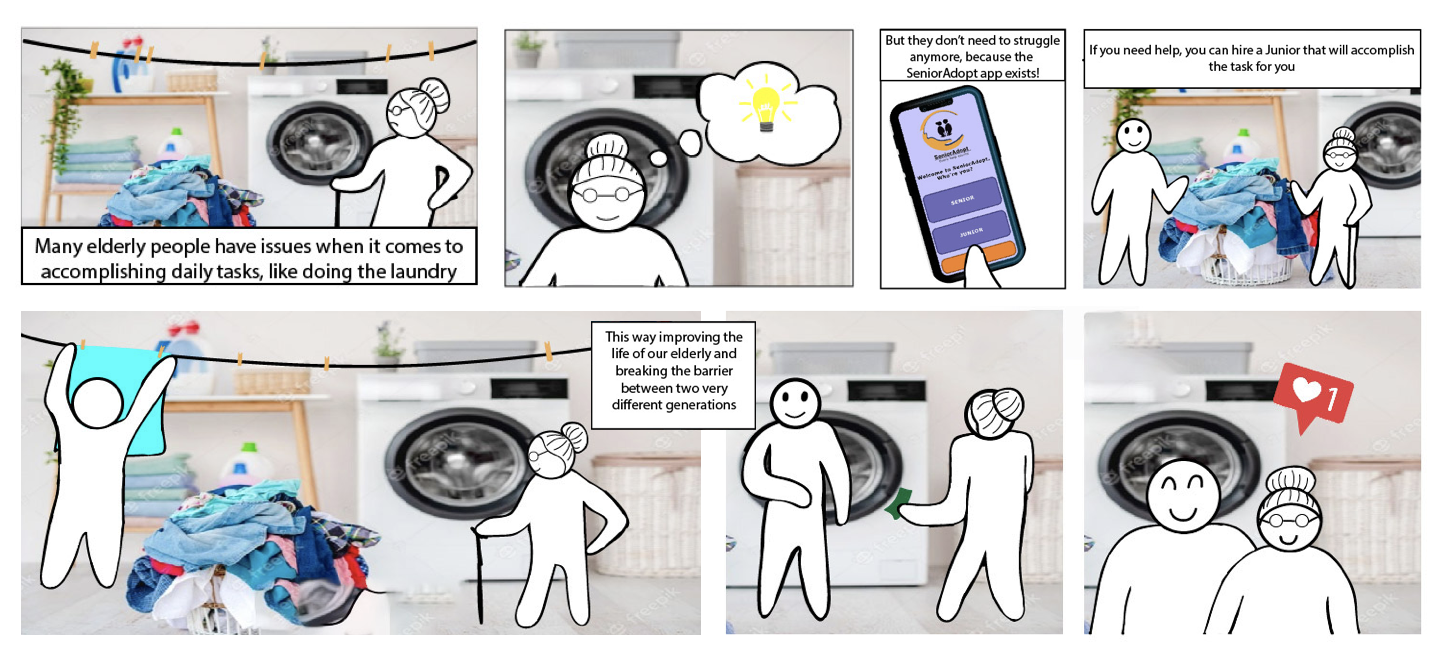 Many elderly people have issues when it comes to
accomplishing daily tasks, like doing the laundry
But they don't need to struggle
anymore, because the
SeniorAdopt app exists!
SeniorAdopt
Welcome to SeniorAdopt.
Who're you?
SENIOR
JUNIOR
If you need help, you can hire a Junior that will accomplish
the task for you
This way improving the
life of our elderly and
breaking the barrier
between two very
different generations
1
freepik